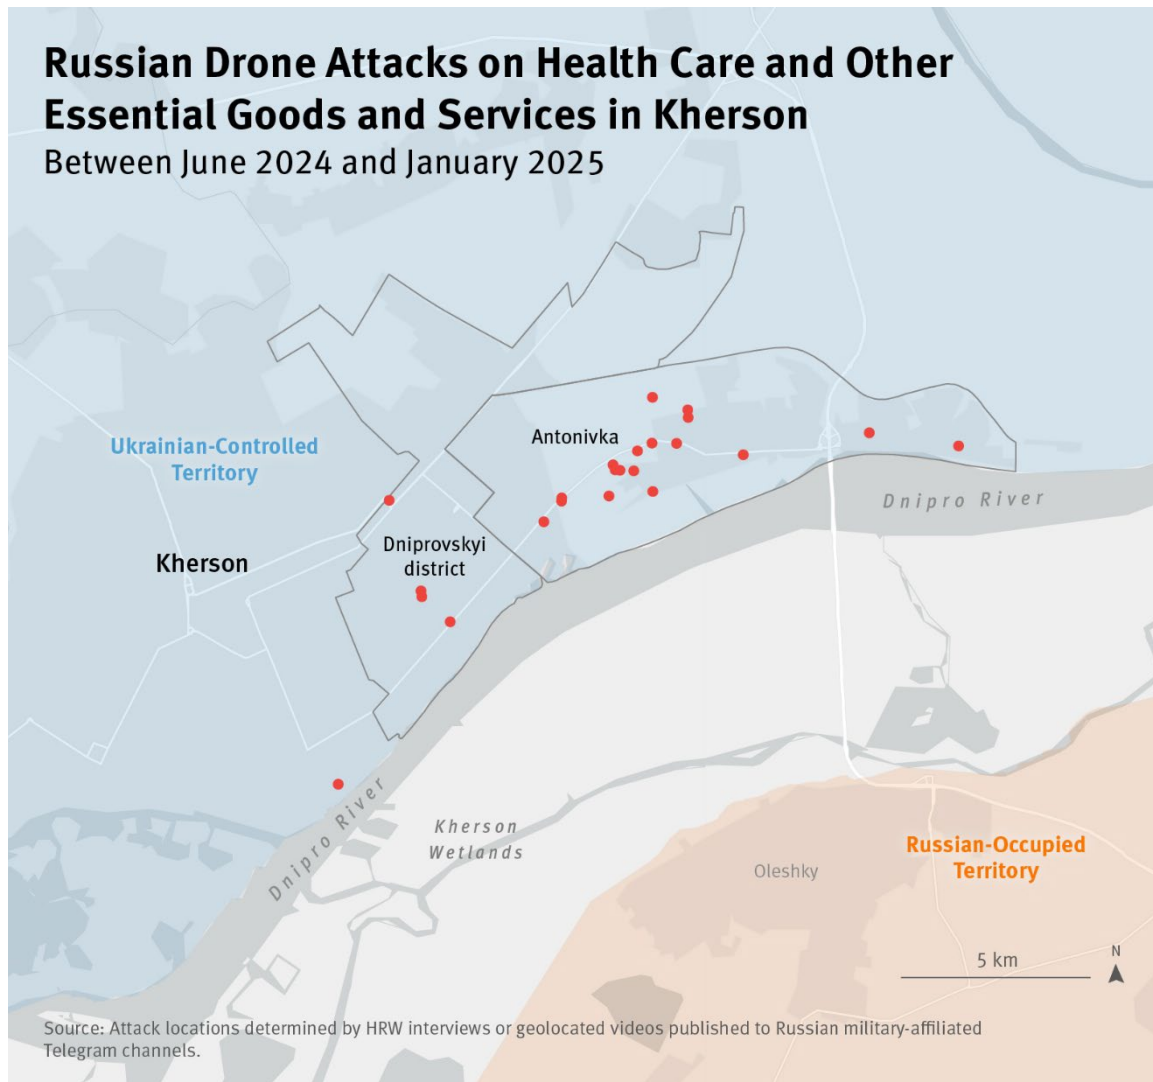 Russian Drone Attacks on Health Care and Other
Essential Goods and Services in Kherson
Between June 2024 and January 2025
Antonivka
Ukrainian-Controlled
Territory
Dnipro River
Kherson
Dniprovskyi
district
Dnipro River
Kherson
Wetlands
Russian-Occupied
Territory
Oleshky
5 km
N
Source: Attack locations determined by HRW interviews or geolocated videos published to Russian military-affiliated
Telegram channels.